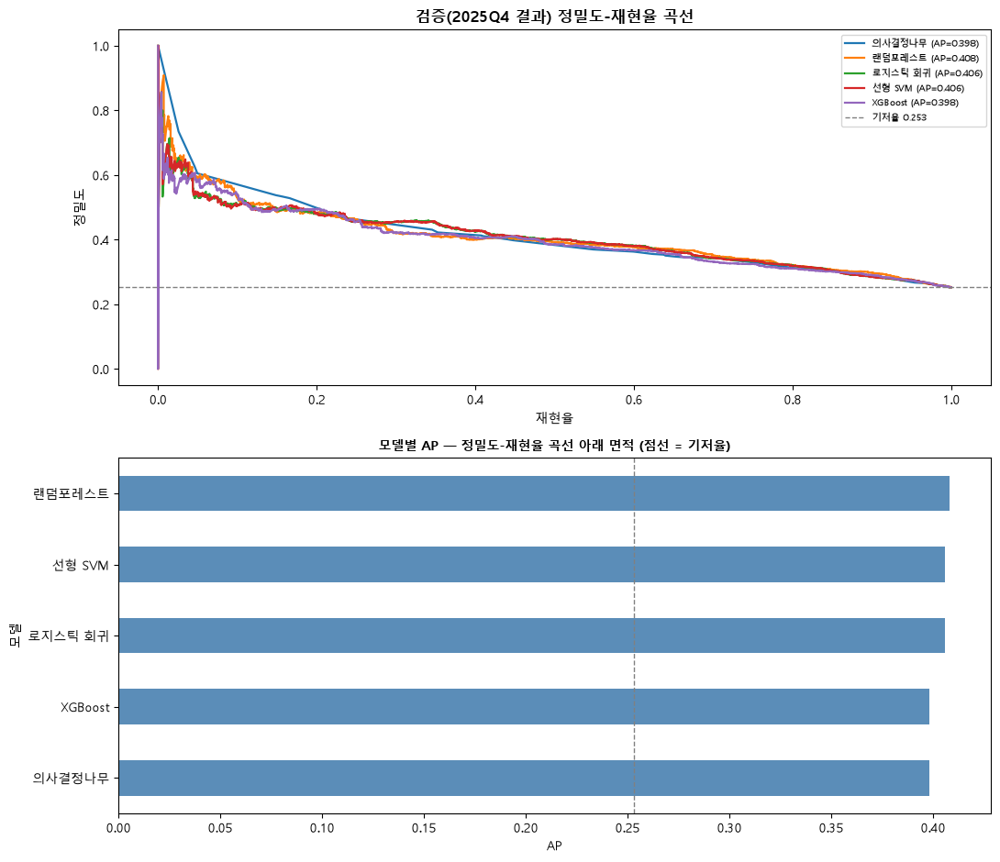 검증(2025Q4 결과) 정밀도-재현율 곡선
정밀도
1.0
0.8
0.6
0.4
0.2
0.0
의사결정나무 (AP=0.398)
랜덤포레스트 (AP=0.408)
로지스틱 회귀 (AP=0.406)
선형 SVM (AP=0.406)
XGBoost (AP=0.398)
기저율 0.253
0.0 0.2 0.4 0.6 0.8 1.0
재현율
모델별 AP — 정밀도-재현율 곡선 아래 면적 (점선 = 기저율)
모델
랜덤포레스트
선형 SVM
로지스틱 회귀
XGBoost
의사결정나무
0.00 0.05 0.10 0.15 0.20 0.25 0.30 0.35 0.40
AP